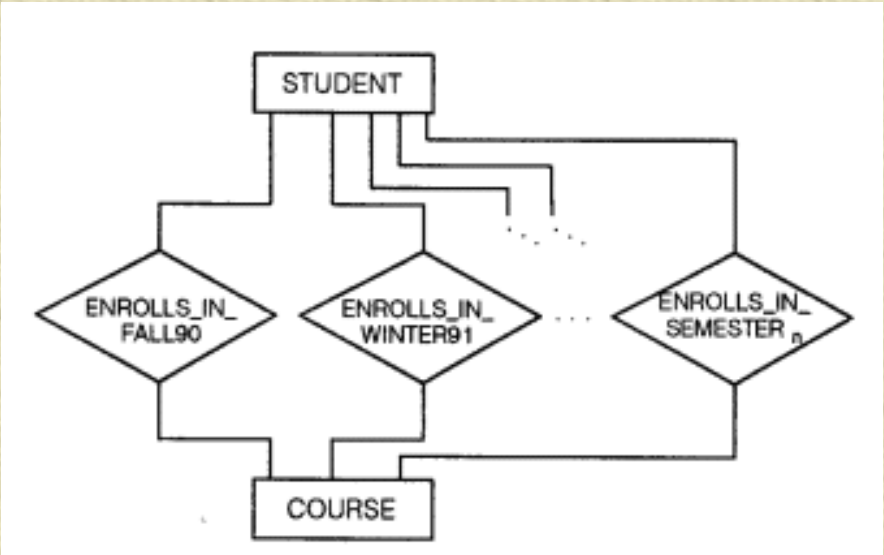 STUDENT
ENROLLS_IN_
FALL90
ENROLLS_IN_
WINTER91
. . .
ENROLLS_IN_
SEMESTER n
COURSE